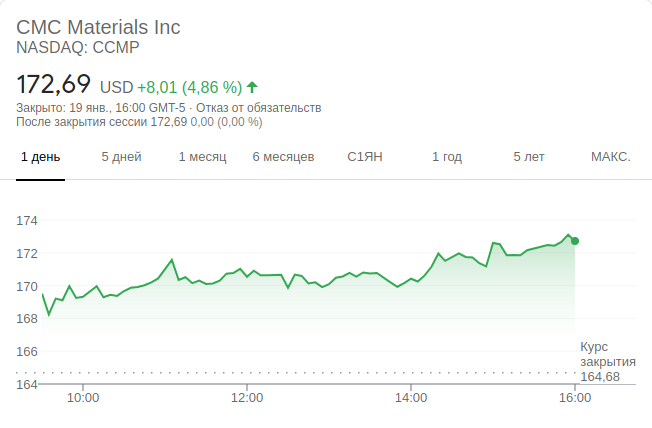 CMC Materials Inc
NASDAQ: CCMP
172,69 USD +8,01 (4,86 %)
Закрыто: 19 янв., 16:00 GMT-5 · Отказ от обязательств
После закрытия сессии 172,69 0,00 (0,00 %)
1 день 5 дней 1 месяц 6 месяцев С1ЯН 1 год 5 лет МАКС.
174
172
170
168
166
164
Курс
закрытия
164,68
10:00 12:00 14:00 16:00